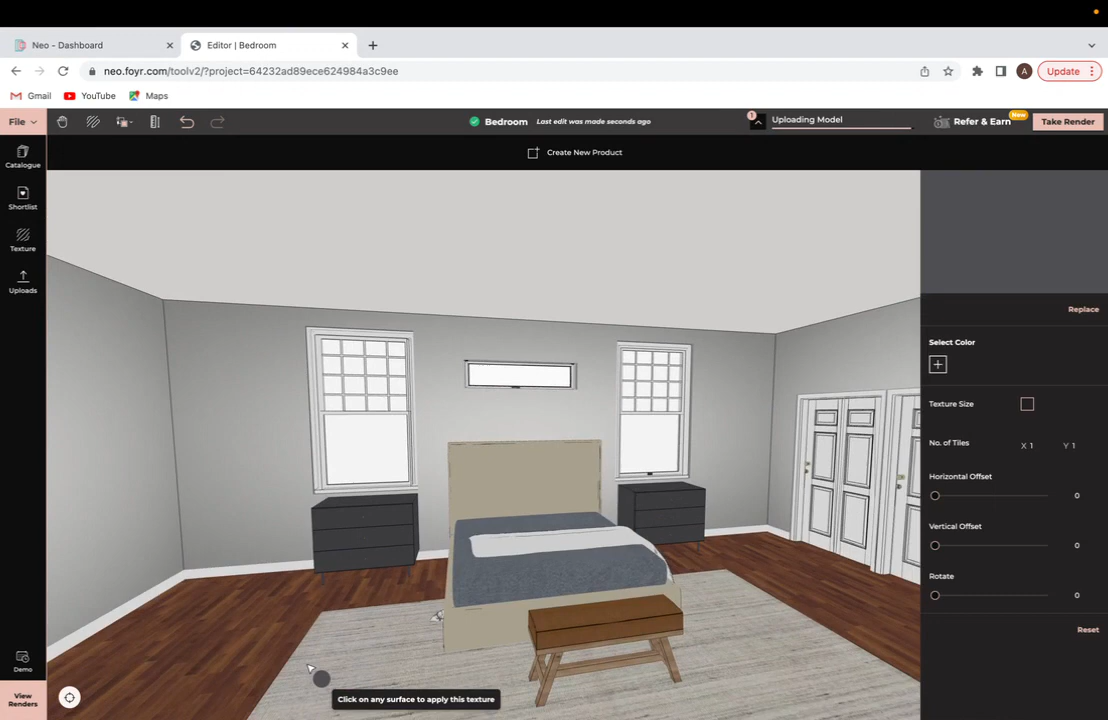 Neo - Dashboard
Editor | Bedroom
neo.foyr.com/toolv2/?project=64232ad89ece624984a3c9ee
A
Update
Gmail
YouTube
Maps
File
Bedroom
Last edit was made seconds ago
1
Uploading Model
Refer & Earn
New
Take Render
Create New Product
Catalogue
Shortlist
Texture
Uploads
Demo
View
Renders
Click on any surface to apply this texture
Replace
Select Color
Texture Size
No. of Tiles
X 1
Y 1
Horizontal Offset
0
Vertical Offset
0
Rotate
0
Reset